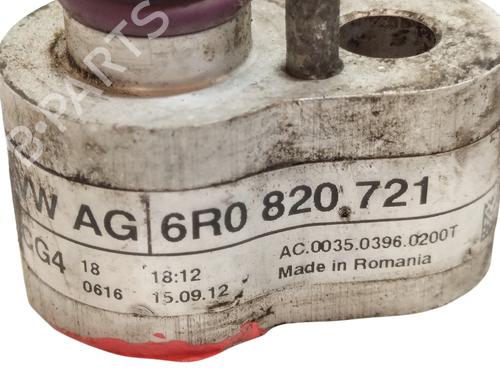 B-PARTS
VW AG 6R0 820 721
GG4 18 18:12 AC.0035.0396.0200T
0616 15.09.12 Made in Romania